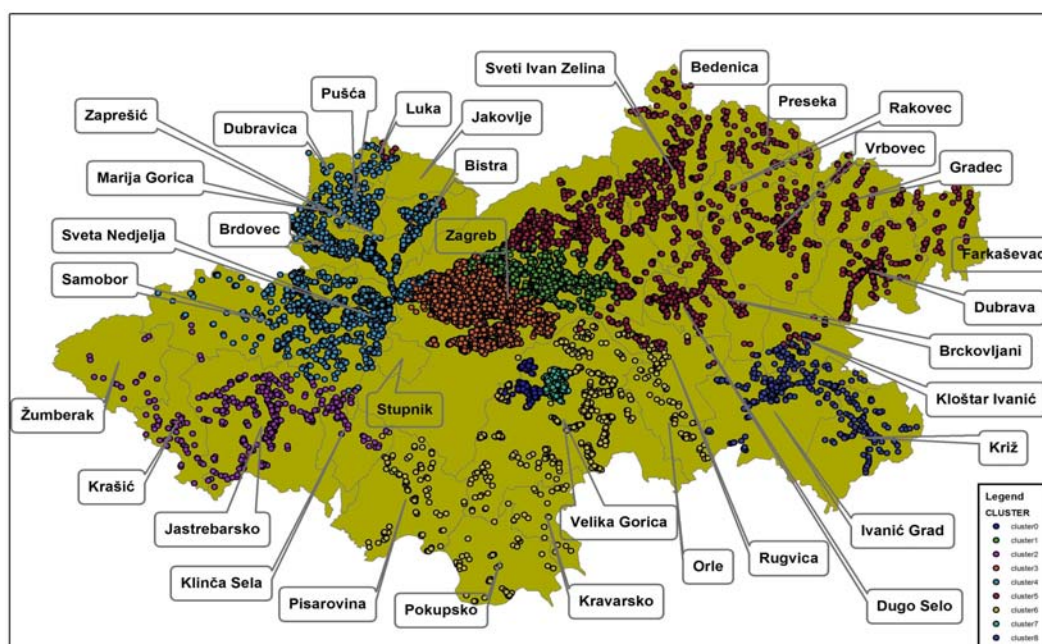 Sveti Ivan Zelina
Bedenica
Pušća
Preseka
Zaprešić
Luka
Rakovec
Dubravica
Jakovlje
Vrbovec
Marija Gorica
Bistra
Gradec
Brdovec
Zagreb
Sveta Nedjelja
Farkaševac
Samobor
Dubrava
Brckovljani
Žumberak
Stupnik
Kloštar Ivanić
Križ
Krašić
Jastrebarsko
Velika Gorica
Ivanić Grad
Klinča Sela
Orle
Rugvica
Pisarovina
Pokupsko
Kravarsko
Dugo Selo
Legend
CLUSTER
cluster0
cluster1
cluster2
cluster3
cluster4
cluster5
cluster6
cluster7
cluster8